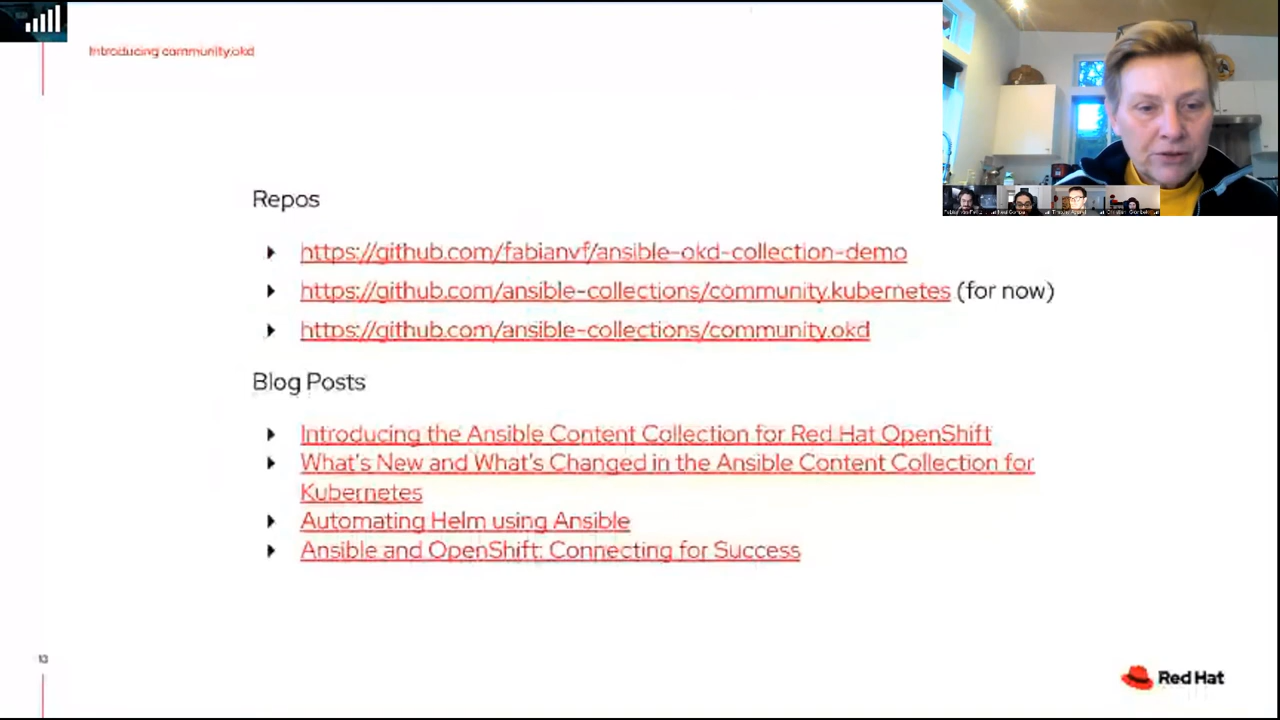 Introducing community.okd
Repos
https://github.com/fabianvf/ansible-okd-collection-demo
https://github.com/ansible-collections/community.kubernetes (for now)
https://github.com/ansible-collections/community.okd
Blog Posts
Introducing the Ansible Content Collection for Red Hat OpenShift
What's New and What's Changed in the Ansible Content Collection for
Kubernetes
Automating Helm using Ansible
Ansible and OpenShift: Connecting for Success
13
Red Hat